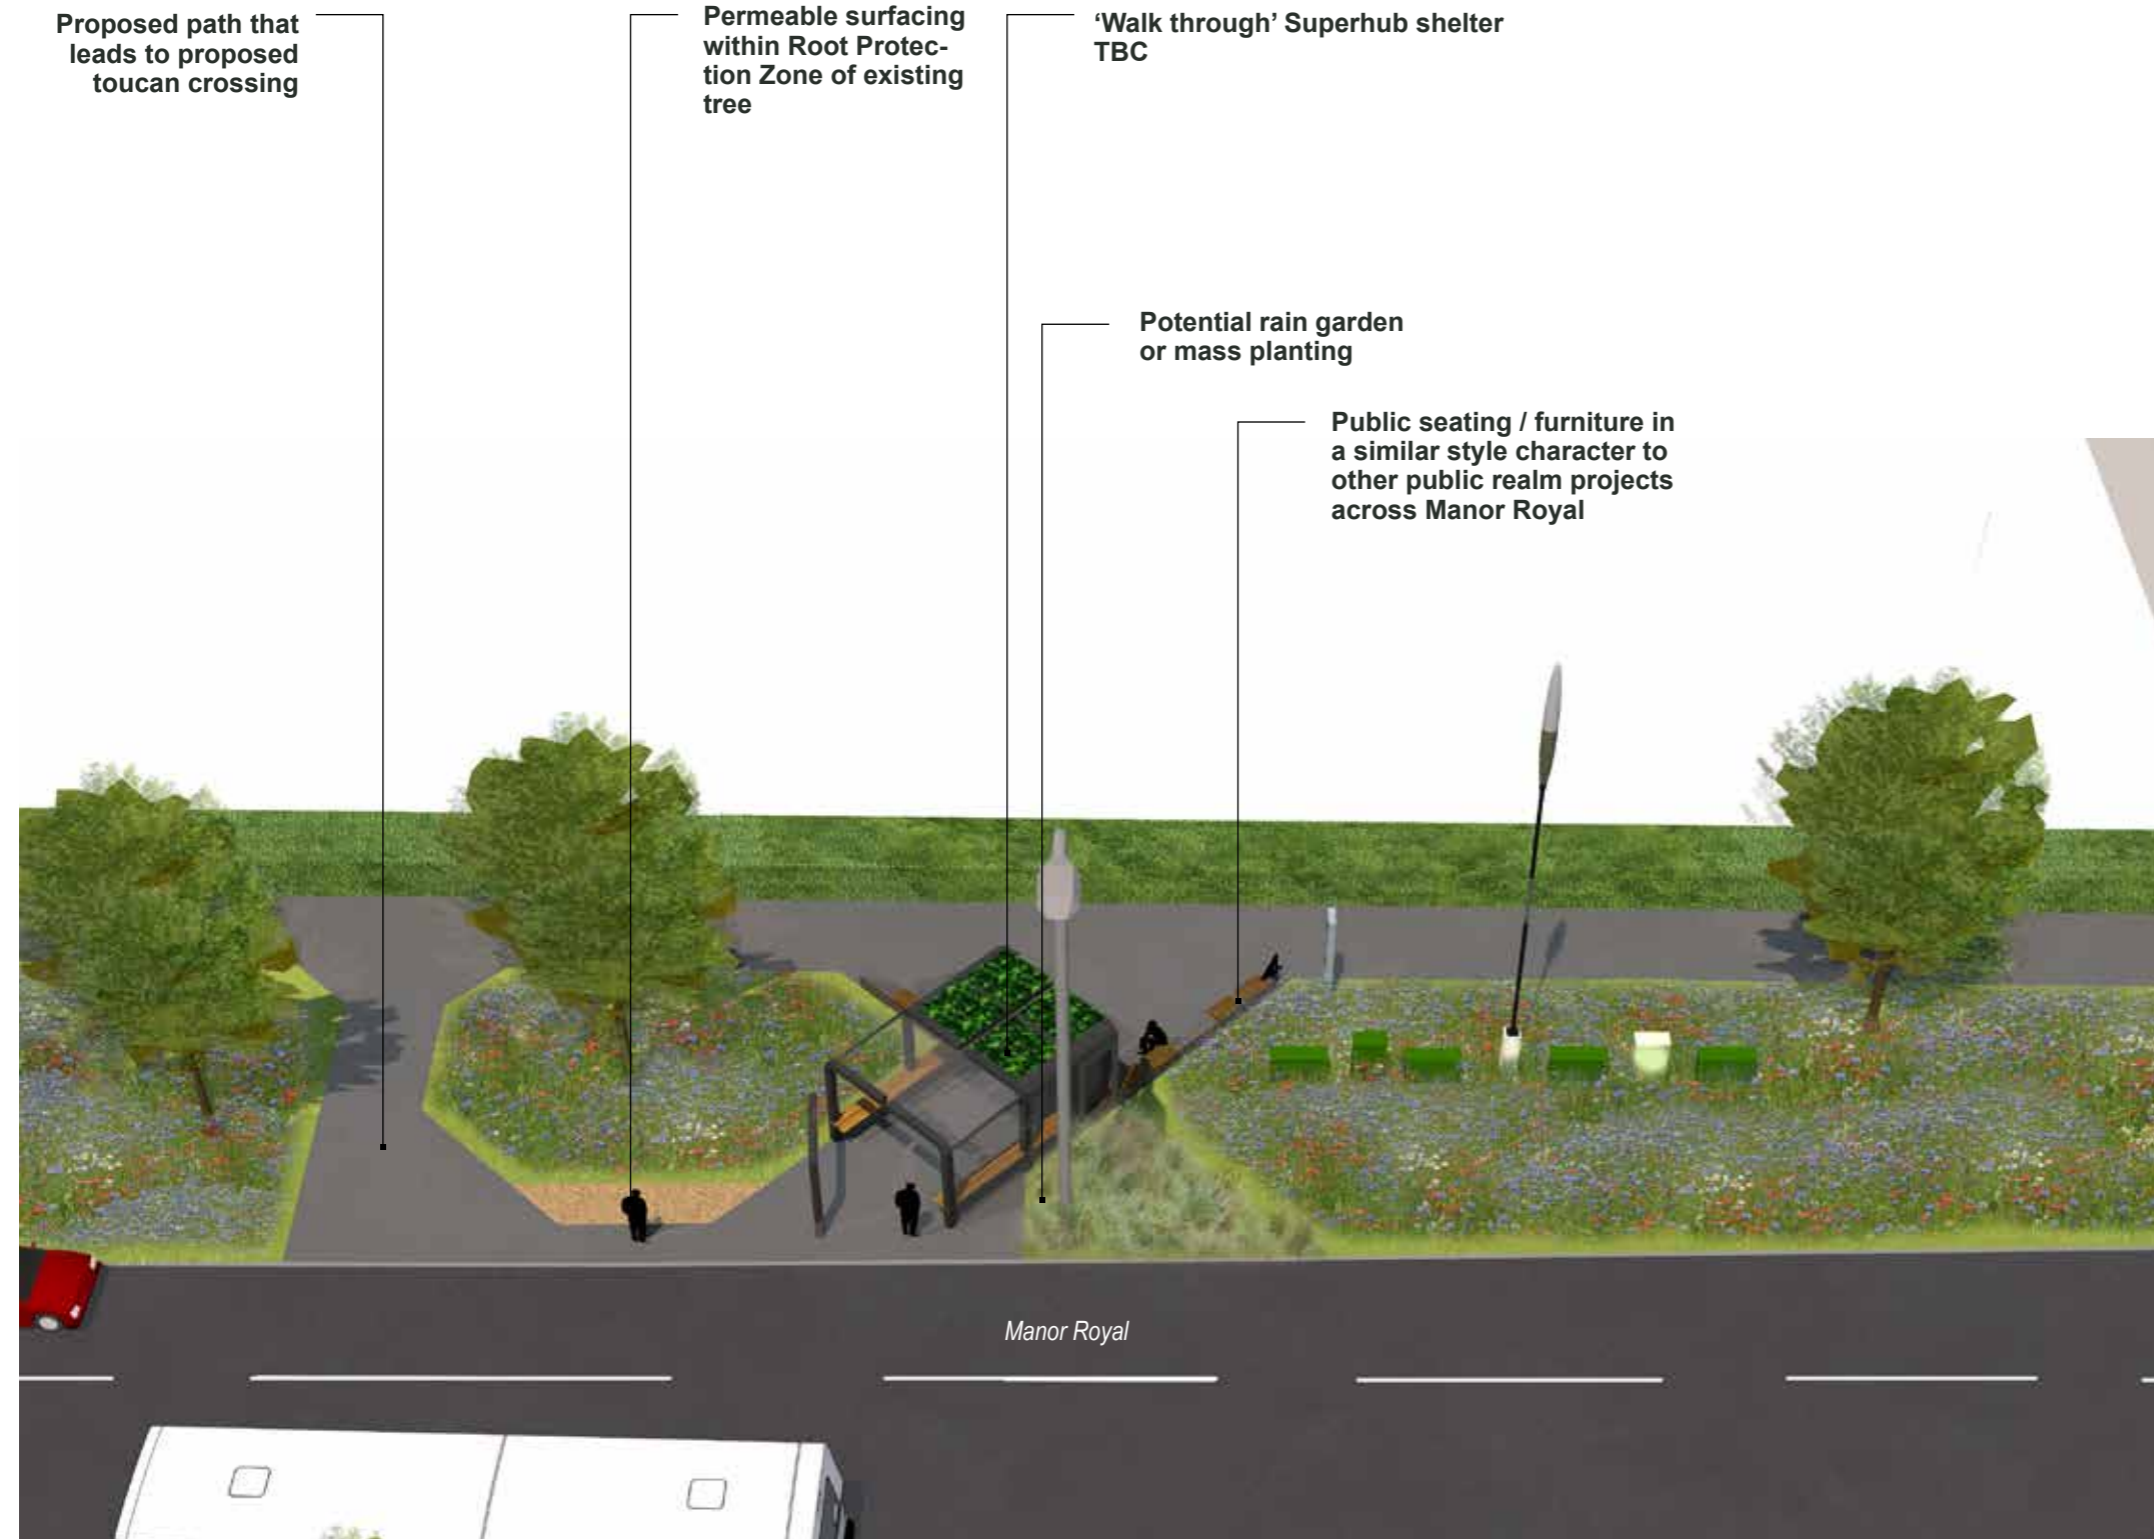 Proposed path that
leads to proposed
toucan crossing
Permeable surfacing
within Root Protec-
tion Zone of existing
tree
‘Walk through’ Superhub shelter
TBC
Potential rain garden
or mass planting
Public seating / furniture in
a similar style character to
other public realm projects
across Manor Royal
Manor Royal